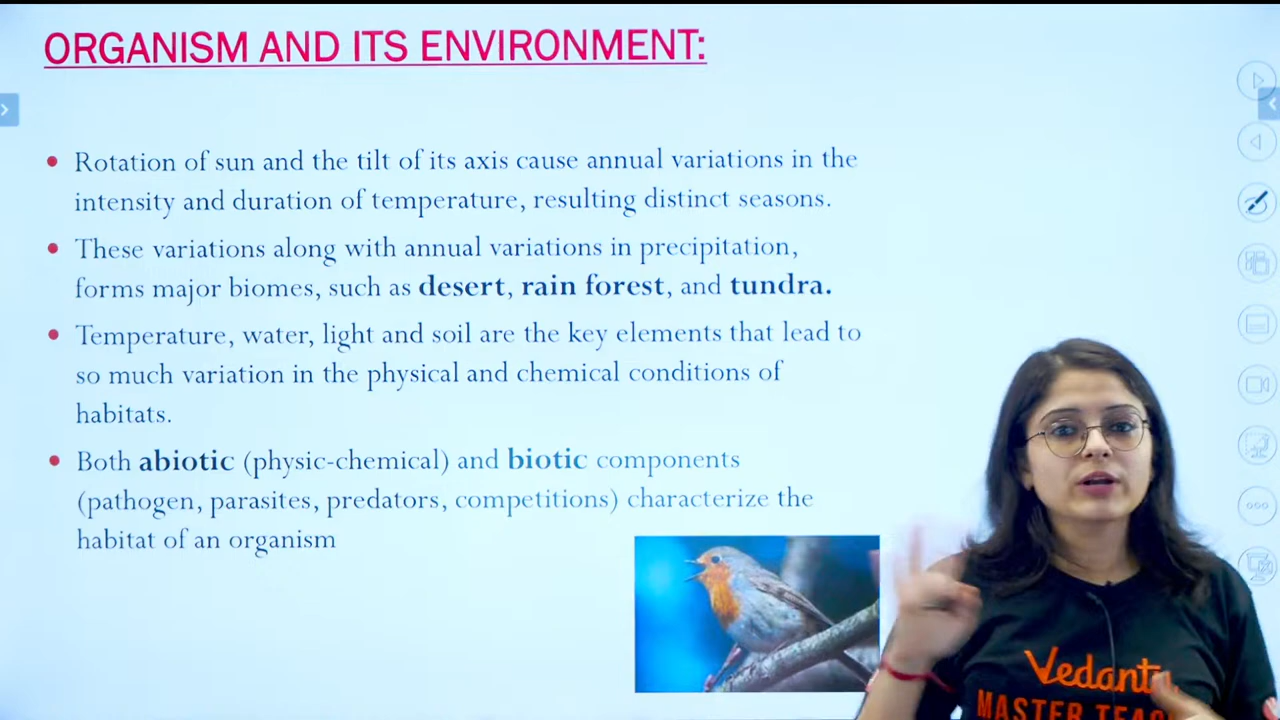 ORGANISM AND ITS ENVIRONMENT:
Rotation of sun and the tilt of its axis cause annual variations in the
intensity and duration of temperature, resulting distinct seasons.
These variations along with annual variations in precipitation,
forms major biomes, such as desert, rain forest, and tundra.
Temperature, water, light and soil are the key elements that lead to
so much variation in the physical and chemical conditions of
habitats.
Both abiotic (physic-chemical) and biotic components
(pathogen, parasites, predators, competitions) characterize the
habitat of an organism
MASTER